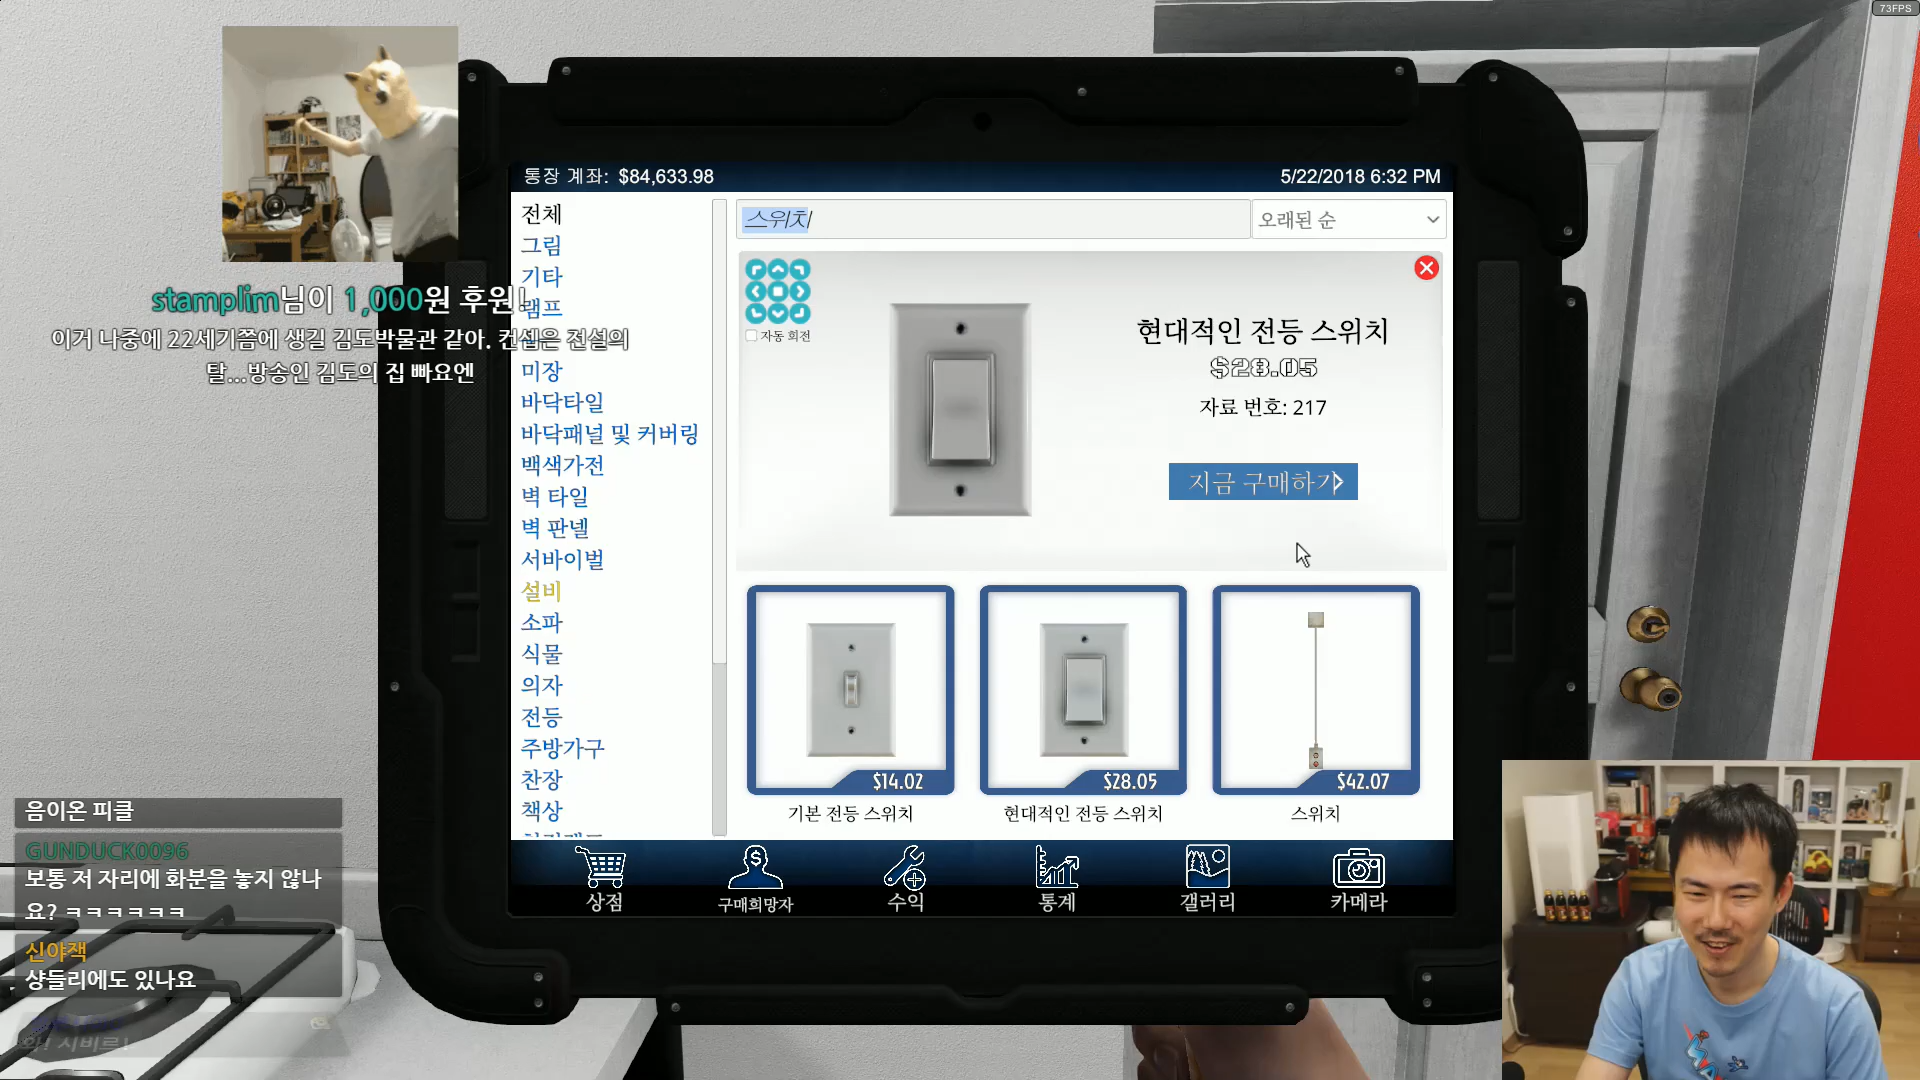 73FPS
통장 계좌: $84,633.98
5/22/2018 6:32 PM
전체
그림
기타
램프
미장
바닥타일
바닥패널 및 커버링
백색가전
벽 타일
벽 판넬
서바이벌
설비
소파
식물
의자
전등
주방가구
찬장
책상
스위치
오래된 순
자동 회전
현대적인 전등 스위치
$28.05
자료 번호: 217
지금 구매하기
$14.02
기본 전등 스위치
$28.05
현대적인 전등 스위치
$42.07
스위치
상점
구매희망자
수익
통계
갤러리
카메라
stamplim님이 1,000원 후원!
이거 나중에 22세기쯤에 생길 김도박물관 같아. 컨셉은 전설의
탈...방송인 김도의 집 빠요엔
음이온 피클
GUNDUCK0096
보통 저 자리에 화분을 놓지 않나
요? ㅋㅋㅋㅋㅋㅋ
신야잭
샹들리에도 있나요